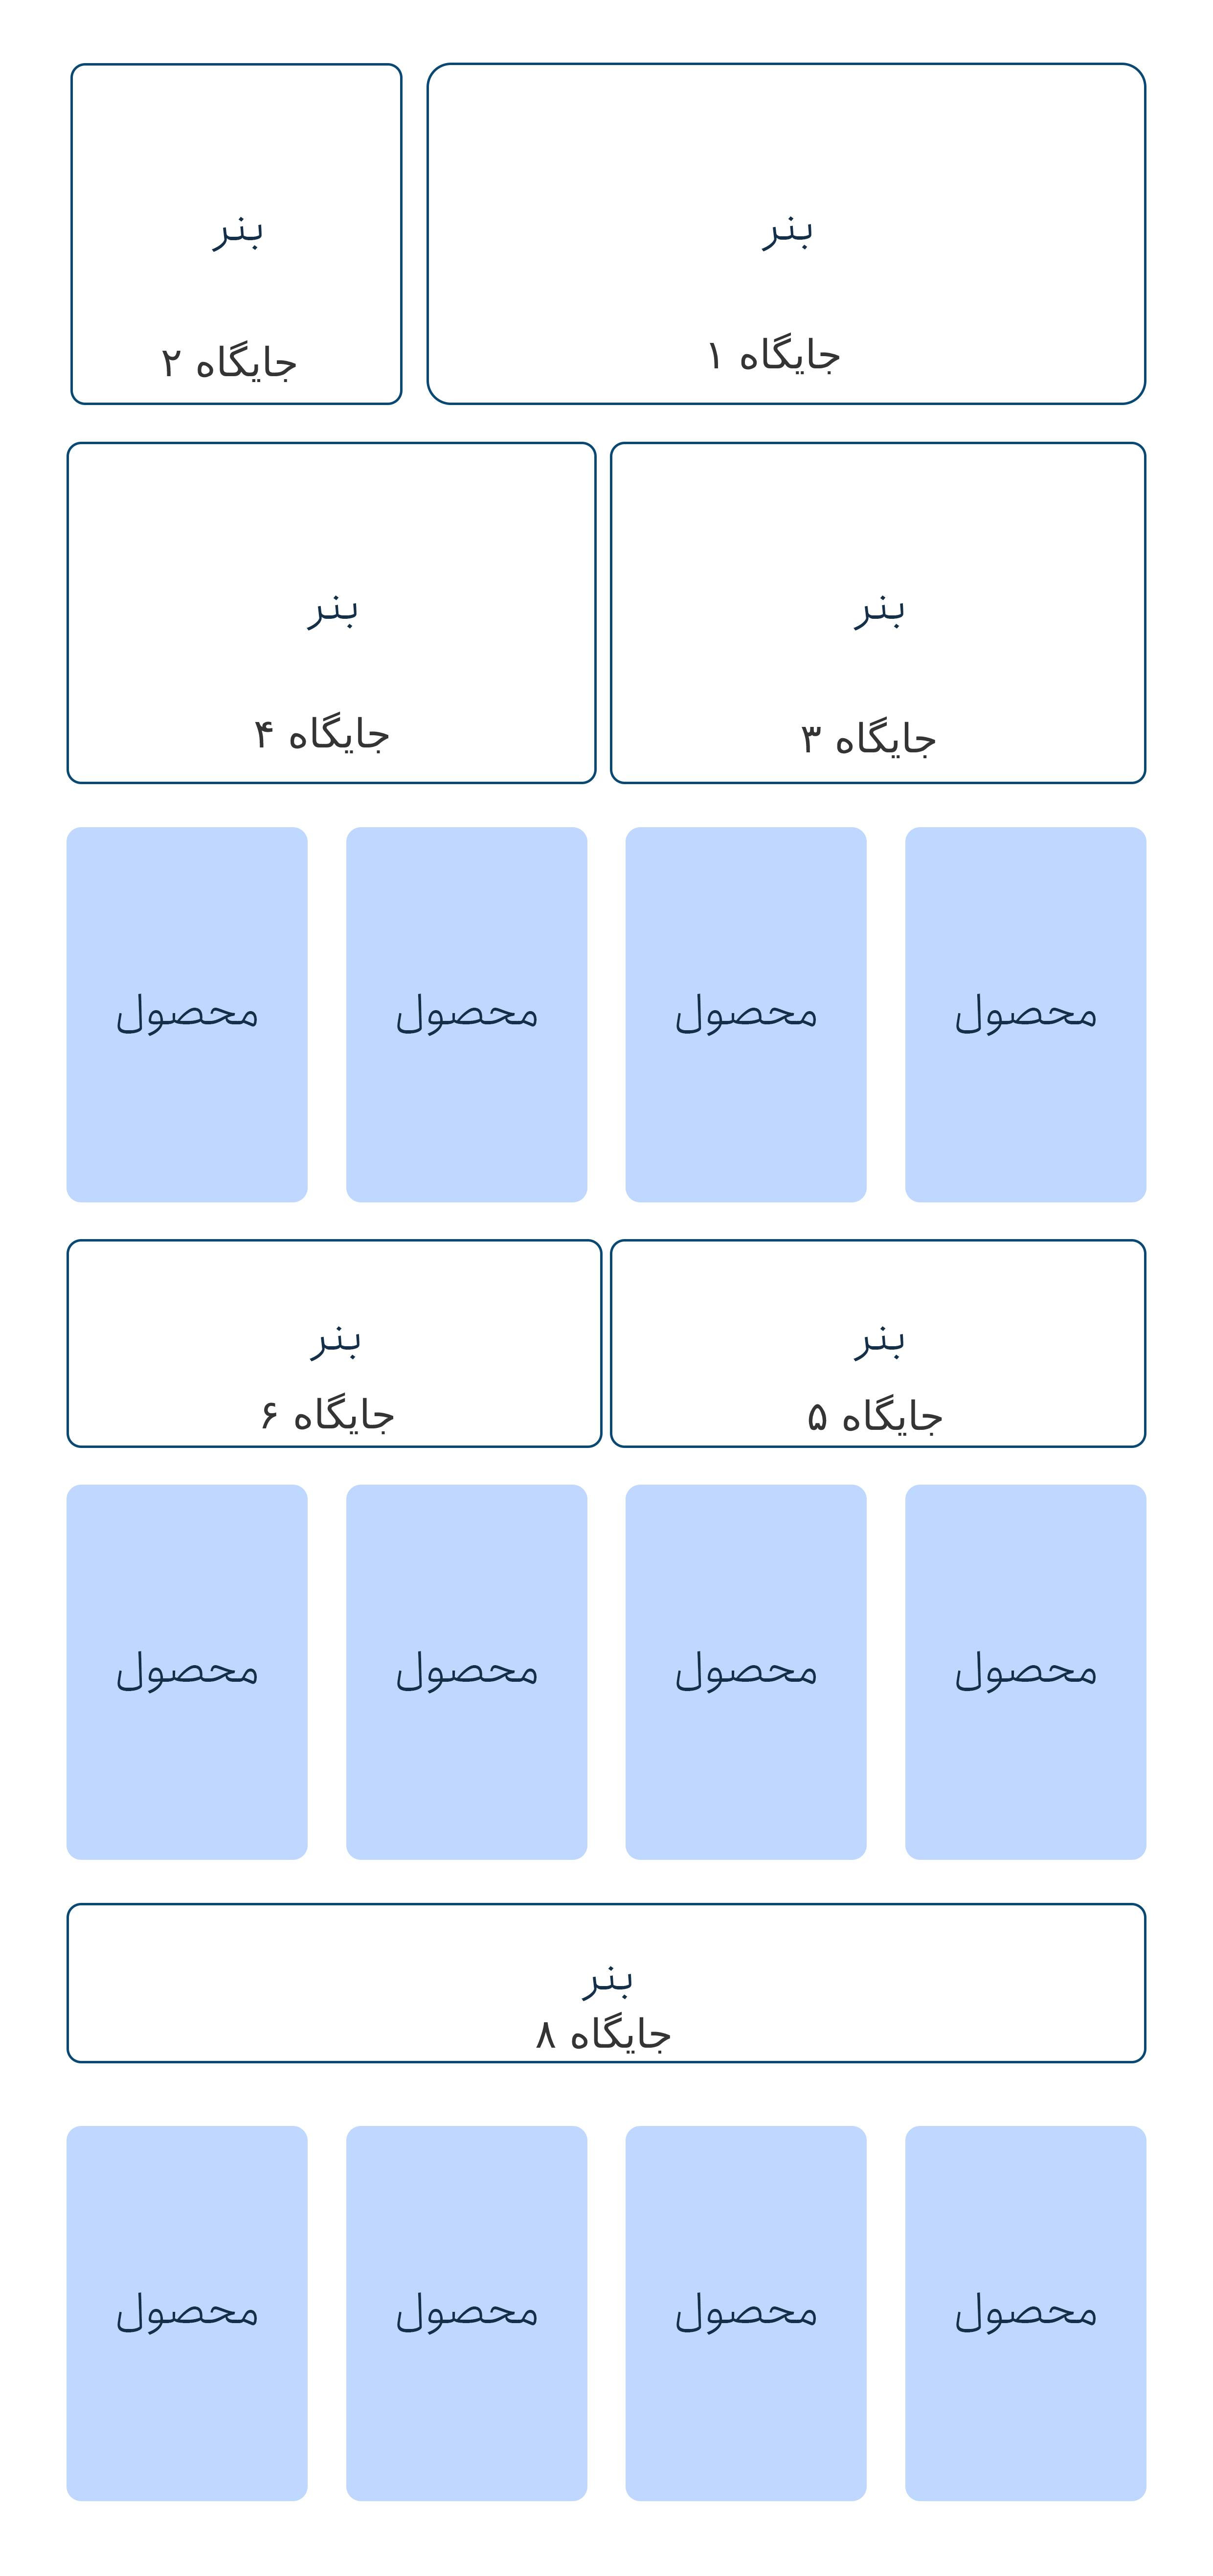 بنر
جایگاه ۱
بنر
جایگاه ۲
بنر
جایگاه ۳
بنر
جایگاه ۴
محصول
محصول
محصول
محصول
بنر
جایگاه ۵
بنر
جایگاه ۶
محصول
محصول
محصول
محصول
بنر
جایگاه ۸
محصول
محصول
محصول
محصول